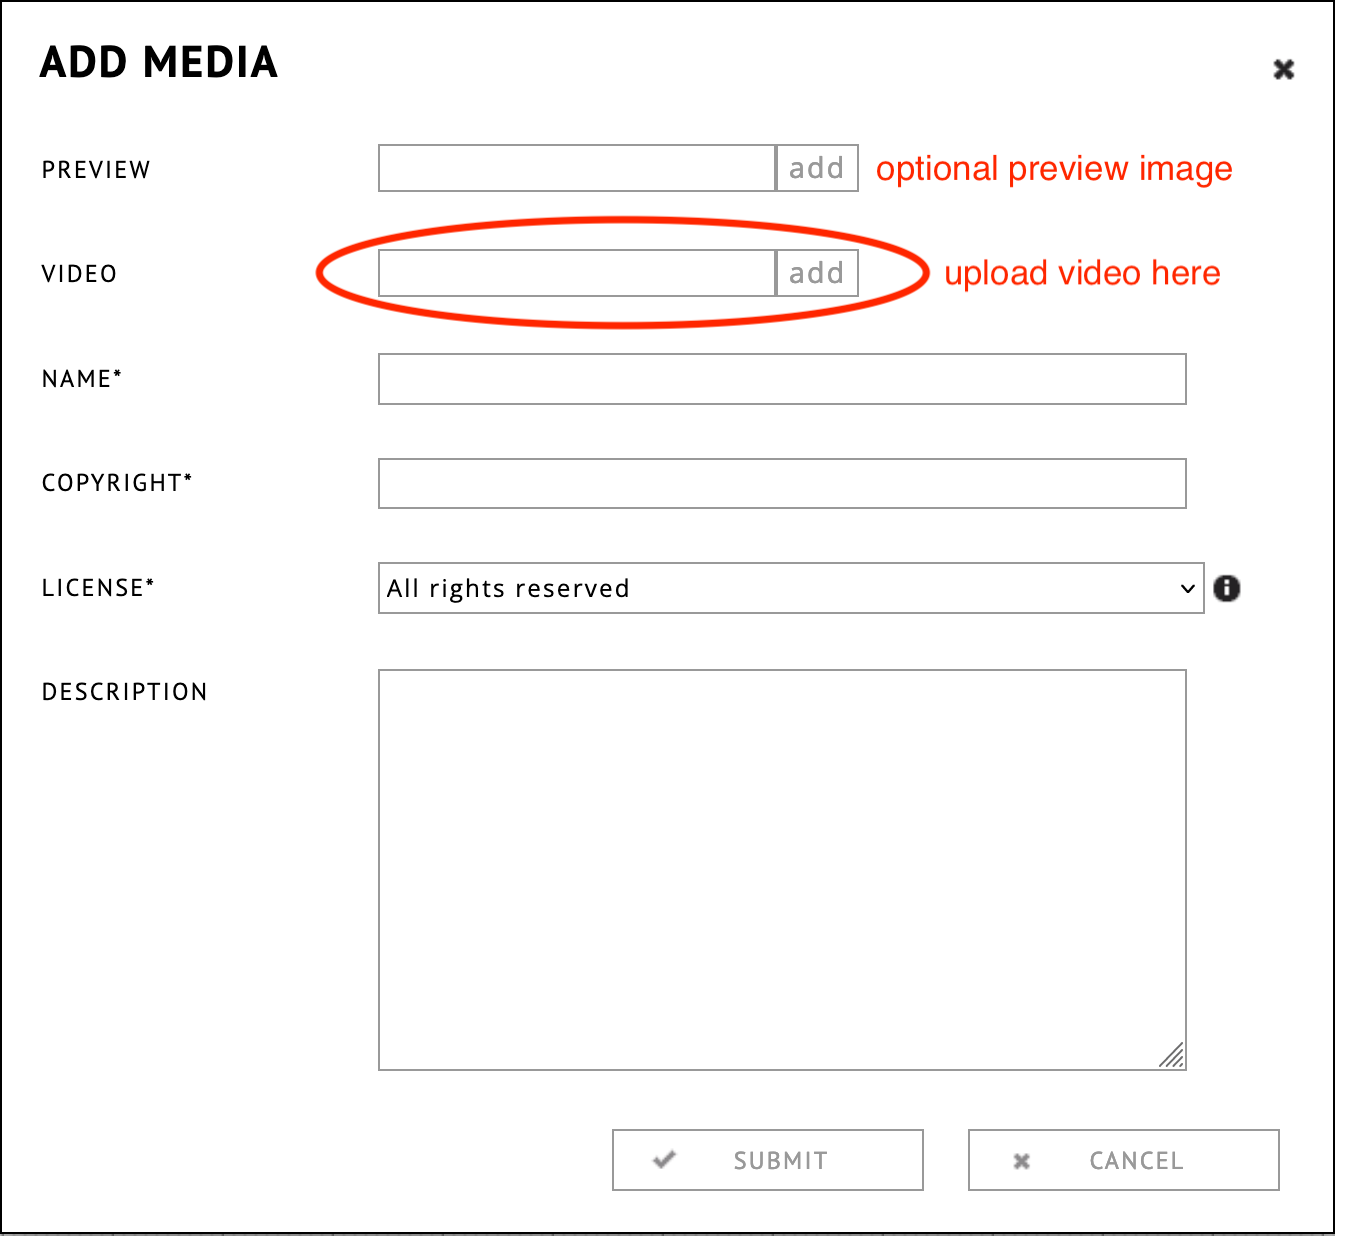 ADD MEDIA
PREVIEW add optional preview image
VIDEO add upload video here
NAME*
COPYRIGHT*
LICENSE* All rights reserved
DESCRIPTION
SUBMIT CANCEL